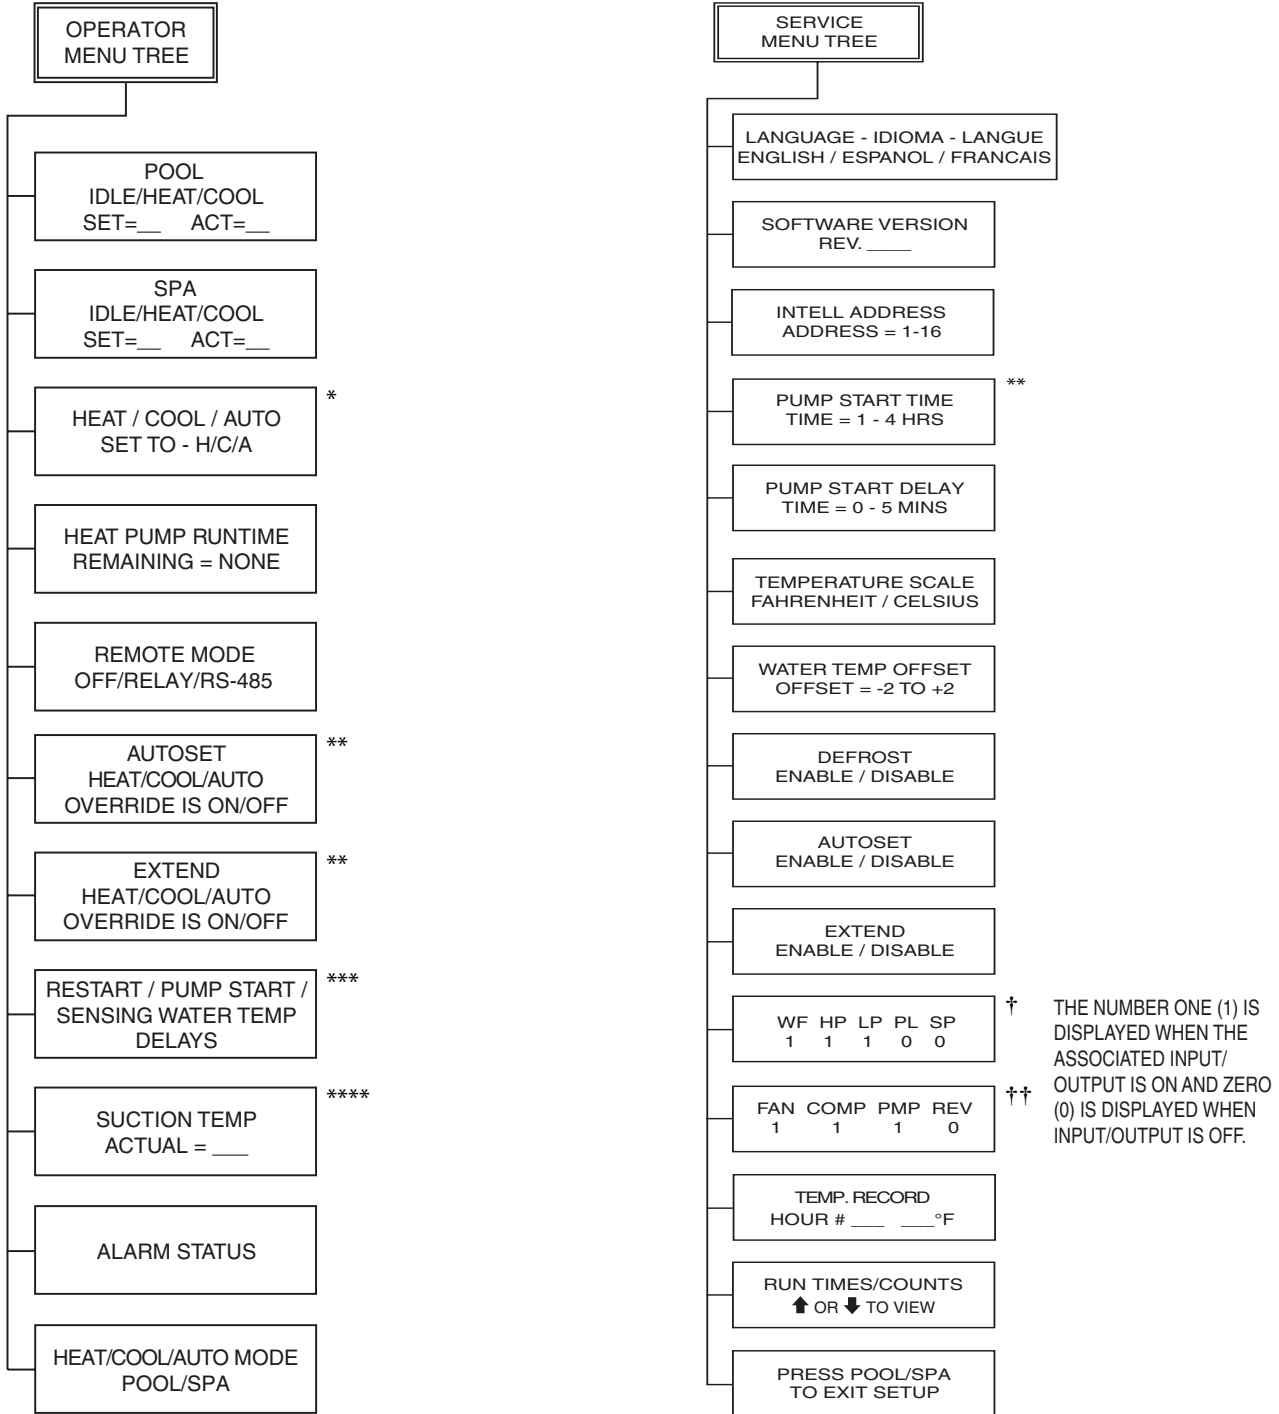 OPERATOR
MENU TREE
POOL
IDLE/HEAT/COOL
SET=__ ACT=__
SPA
IDLE/HEAT/COOL
SET=__ ACT=__
*
HEAT / COOL / AUTO
SET TO - H/C/A
HEAT PUMP RUNTIME
REMAINING = NONE
REMOTE MODE
OFF/RELAY/RS-485
**
AUTOSET
HEAT/COOL/AUTO
OVERRIDE IS ON/OFF
**
EXTEND
HEAT/COOL/AUTO
OVERRIDE IS ON/OFF
***
RESTART / PUMP START /
SENSING WATER TEMP
DELAYS
****
SUCTION TEMP
ACTUAL = ___
ALARM STATUS
HEAT/COOL/AUTO MODE
POOL/SPA
SERVICE
MENU TREE
LANGUAGE - IDIOMA - LANGUE
ENGLISH / ESPANOL / FRANCAIS
SOFTWARE VERSION
REV. ____
INTELL ADDRESS
ADDRESS = 1-16
**
PUMP START TIME
TIME = 1 - 4 HRS
PUMP START DELAY
TIME = 0 - 5 MINS
TEMPERATURE SCALE
FAHRENHEIT / CELSIUS
WATER TEMP OFFSET
OFFSET = -2 TO +2
DEFROST
ENABLE / DISABLE
AUTOSET
ENABLE / DISABLE
EXTEND
ENABLE / DISABLE
†
WF HP LP PL SP
1 1 1 0 0
††
FAN COMP PMP REV
1 1 1 0
THE NUMBER ONE (1) IS
DISPLAYED WHEN THE
ASSOCIATED INPUT/
OUTPUT IS ON AND ZERO
(0) IS DISPLAYED WHEN
INPUT/OUTPUT IS OFF.
TEMP. RECORD
HOUR # ___ ___°F
RUN TIMES/COUNTS
⬆ OR ⬇ TO VIEW
PRESS POOL/SPA
TO EXIT SETUP